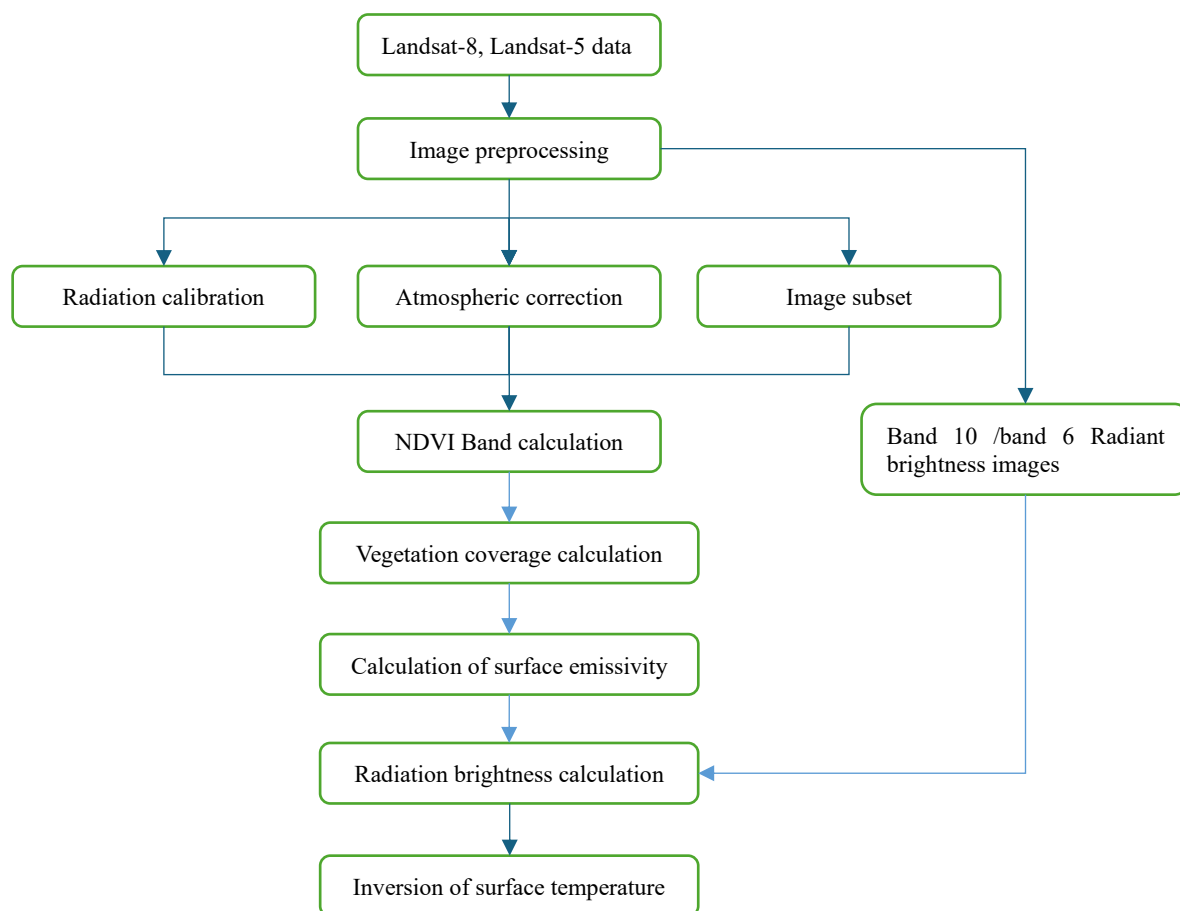 Landsat-8, Landsat-5 data
Image preprocessing
Radiation calibration
Atmospheric correction
Image subset
NDVI Band calculation
Band 10 /band 6 Radiant
brightness images
Vegetation coverage calculation
Calculation of surface emissivity
Radiation brightness calculation
Inversion of surface temperature